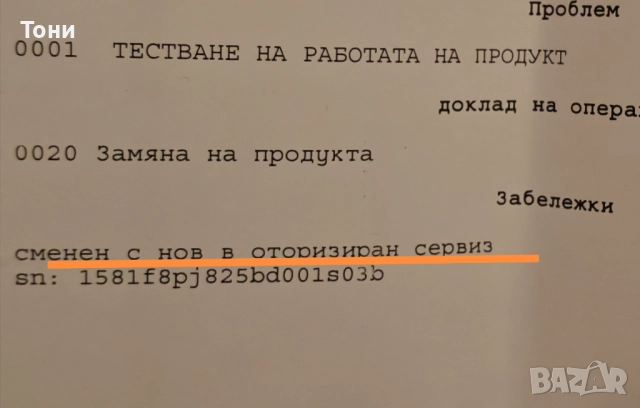 Тони
Проблем
0001 ТЕСТВАНЕ НА РАБОТАТА НА ПРОДУКТ
доклад на опера
0020 Замяна на продукта
Забележки
сменен с нов в оторизиран сервиз
sn: 1581f8pj825bd001s03b
BAZAR